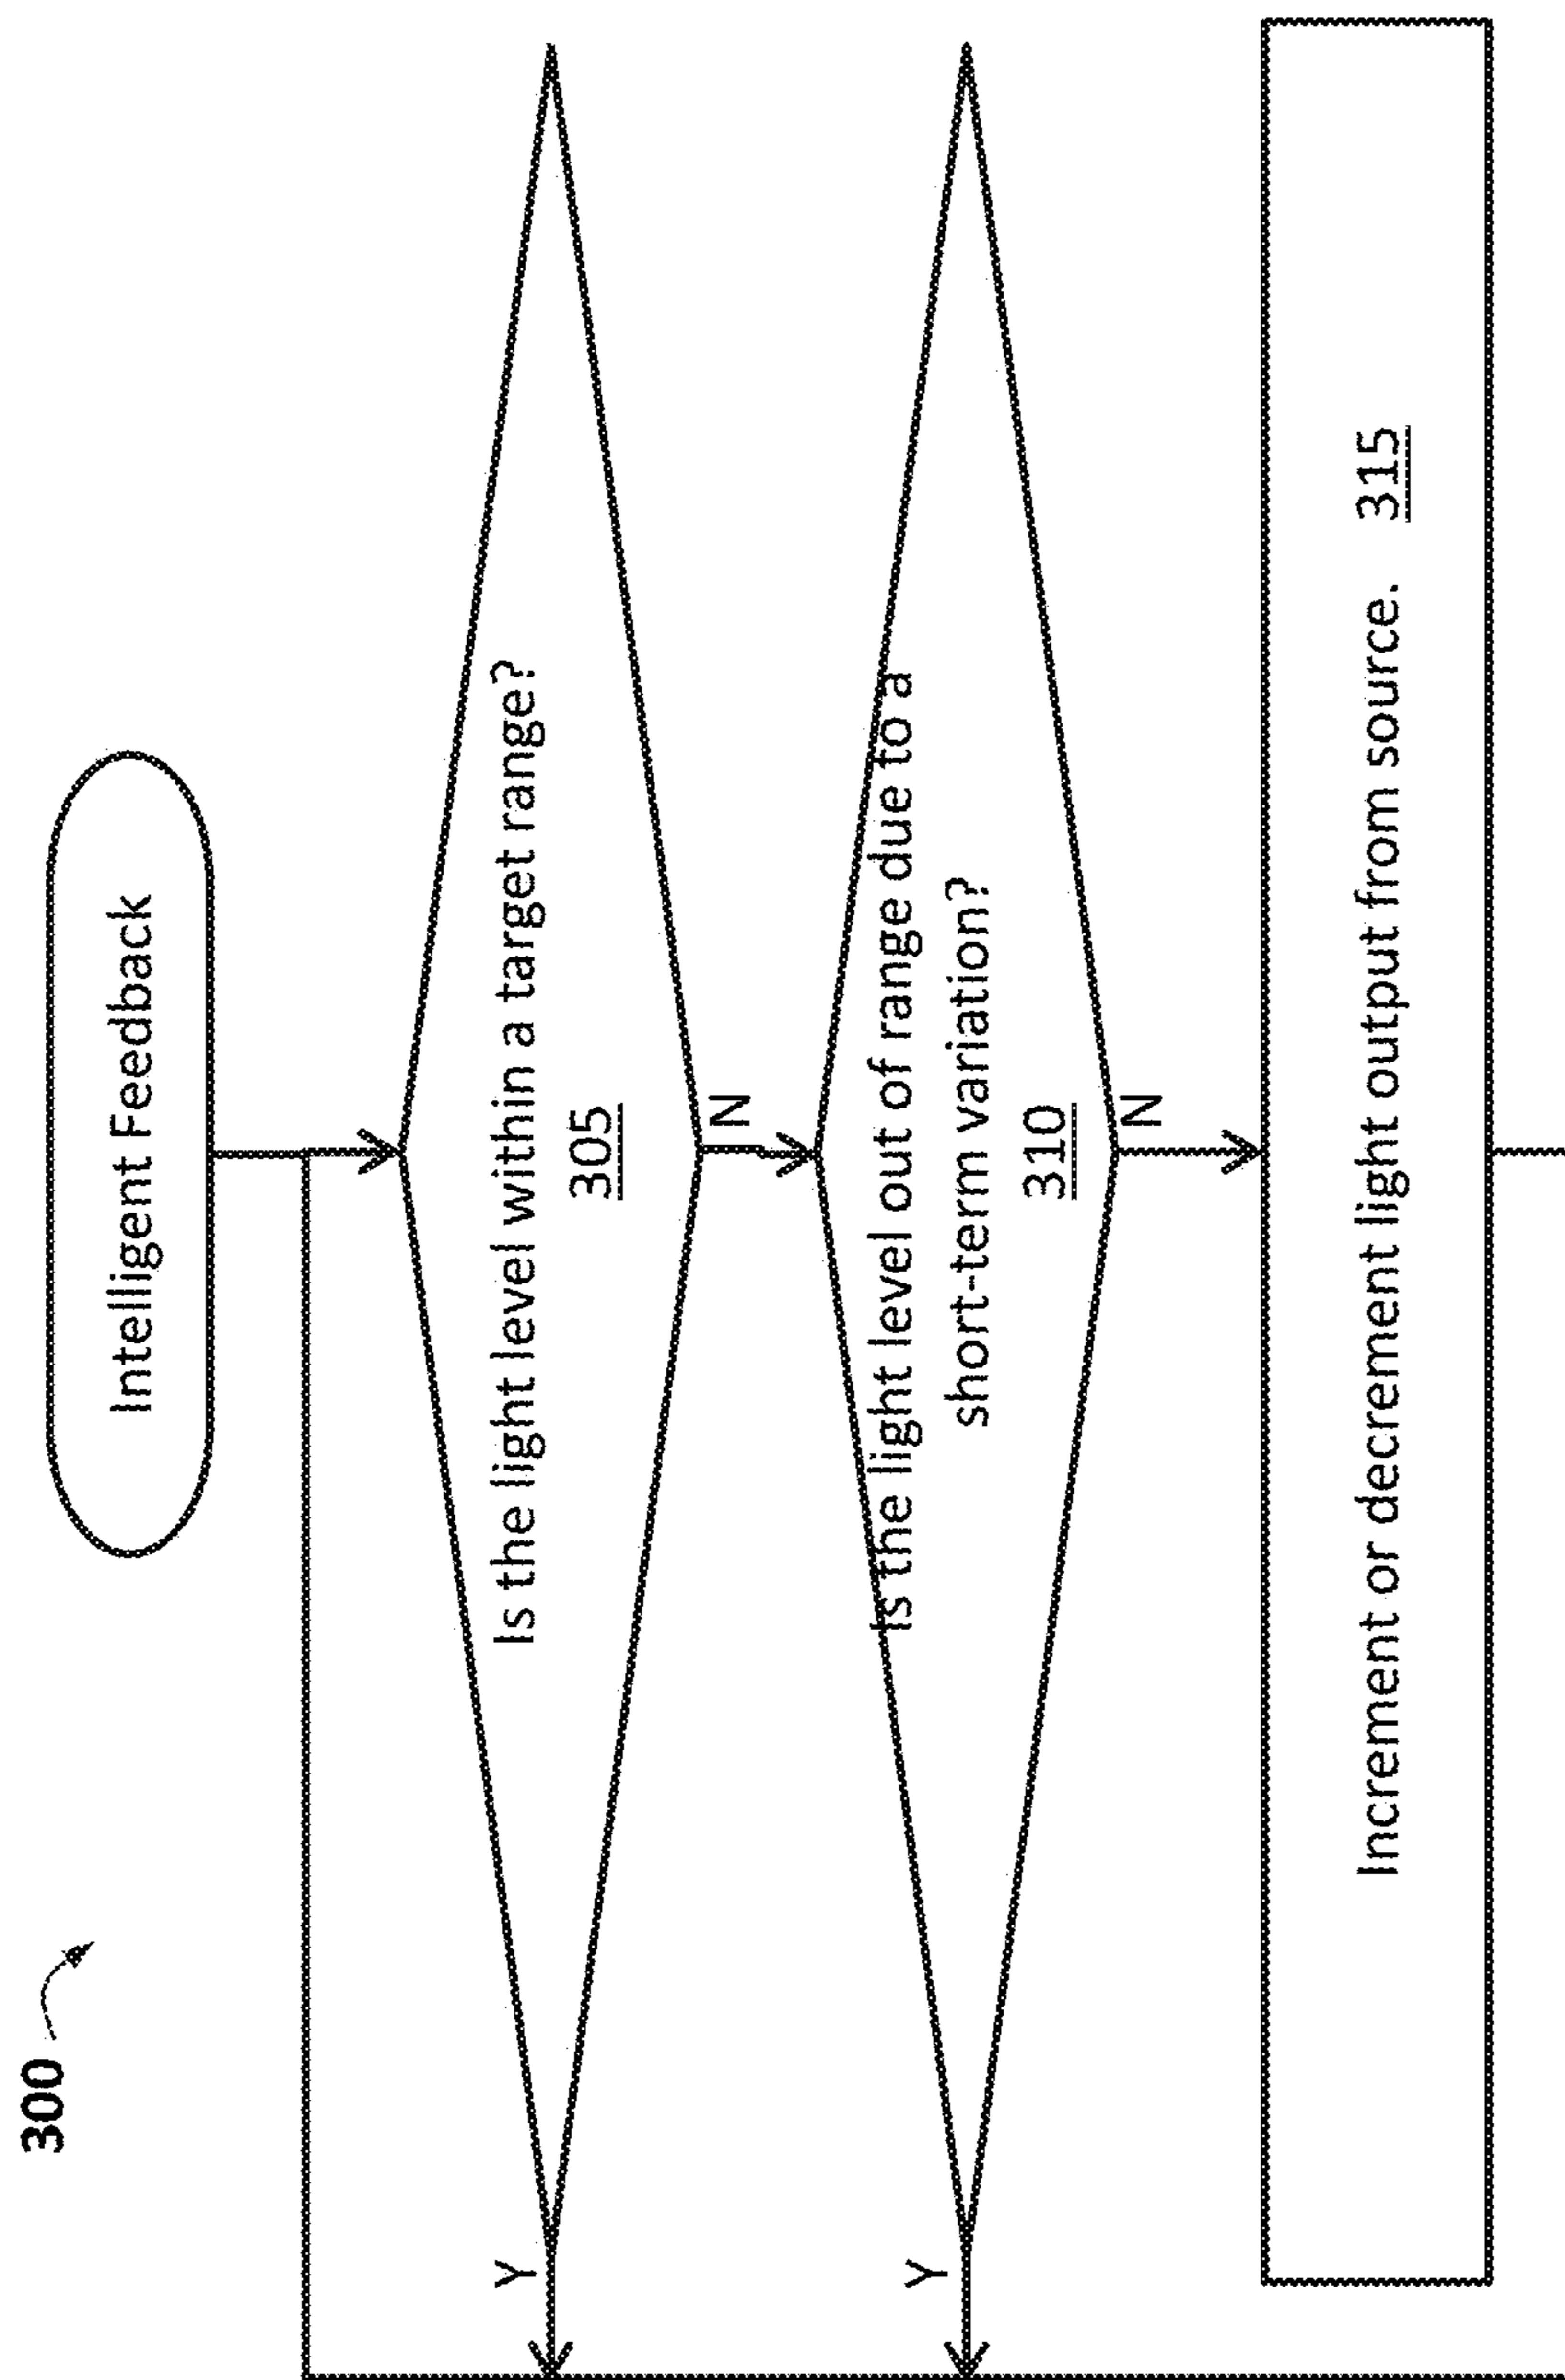 300
Intelligent Feedback
Is the light level within a target range?
305
Y
N
Is the light level out of range due to a
short-term variation?
310
Y
N
Increment or decrement light output from source. 315